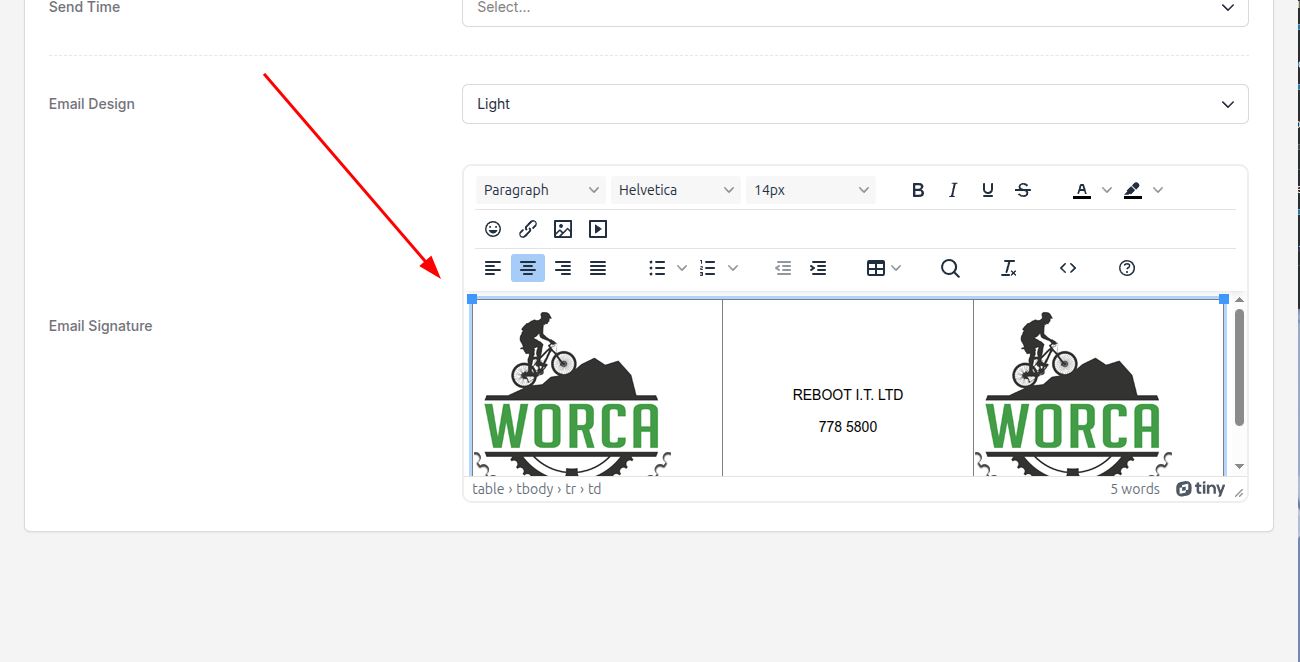 Send Time
Select...
Email Design
Light
Paragraph
Helvetica
14px
B I U S A
Email Signature
WORCA
REBOOT I.T. LTD
778 5800
WORCA
table › tbody › tr › td
5 words
tiny